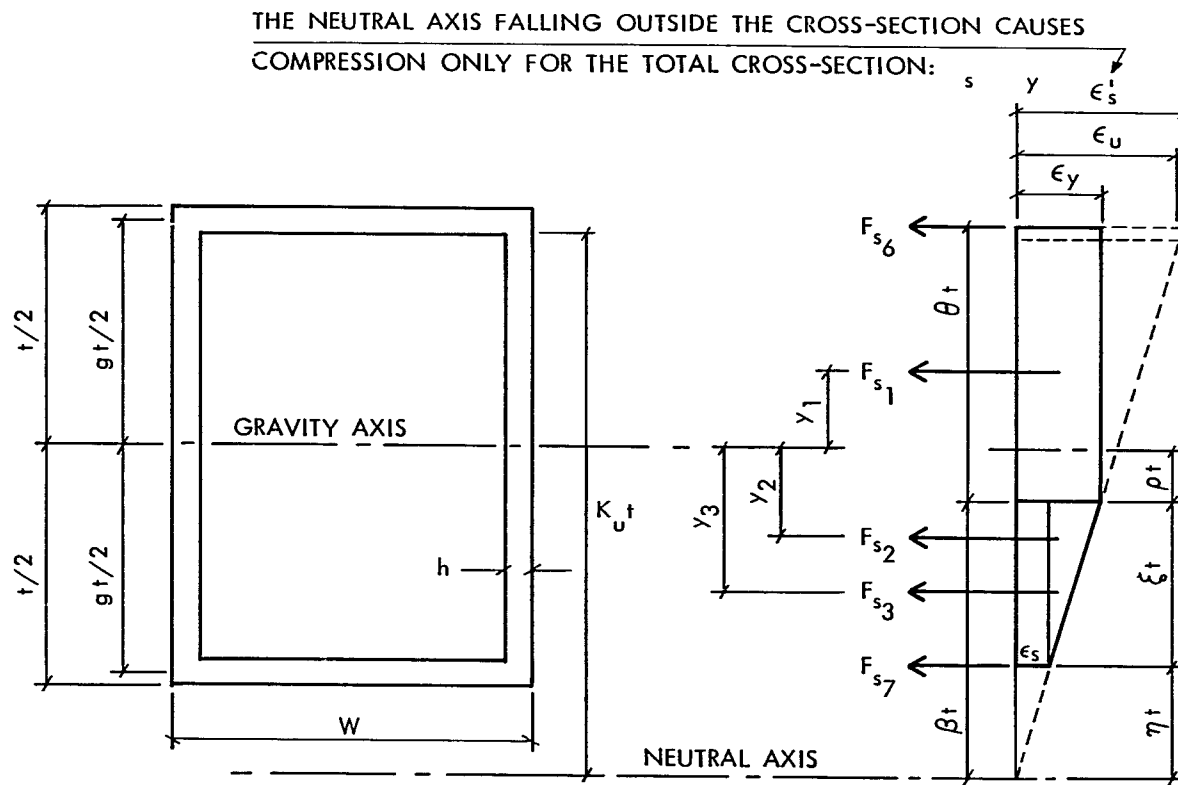 THE NEUTRAL AXIS FALLING OUTSIDE THE CROSS-SECTION CAUSES
COMPRESSION ONLY FOR THE TOTAL CROSS-SECTION:
s y ϵ's
ϵu
ϵy
Fs6
t/2
gt/2
θt
Fs1
y1
GRAVITY AXIS
ρt
y2
y3
Kut
Fs2
h
t/2
gt/2
ξt
Fs3
ϵs
Fs7
W
βt
ηt
NEUTRAL AXIS